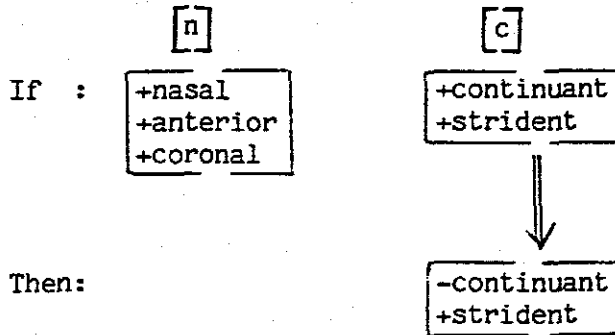 [n] [c]
If : +nasal +continuant
+anterior +strident
+coronal
Then: -continuant
+strident